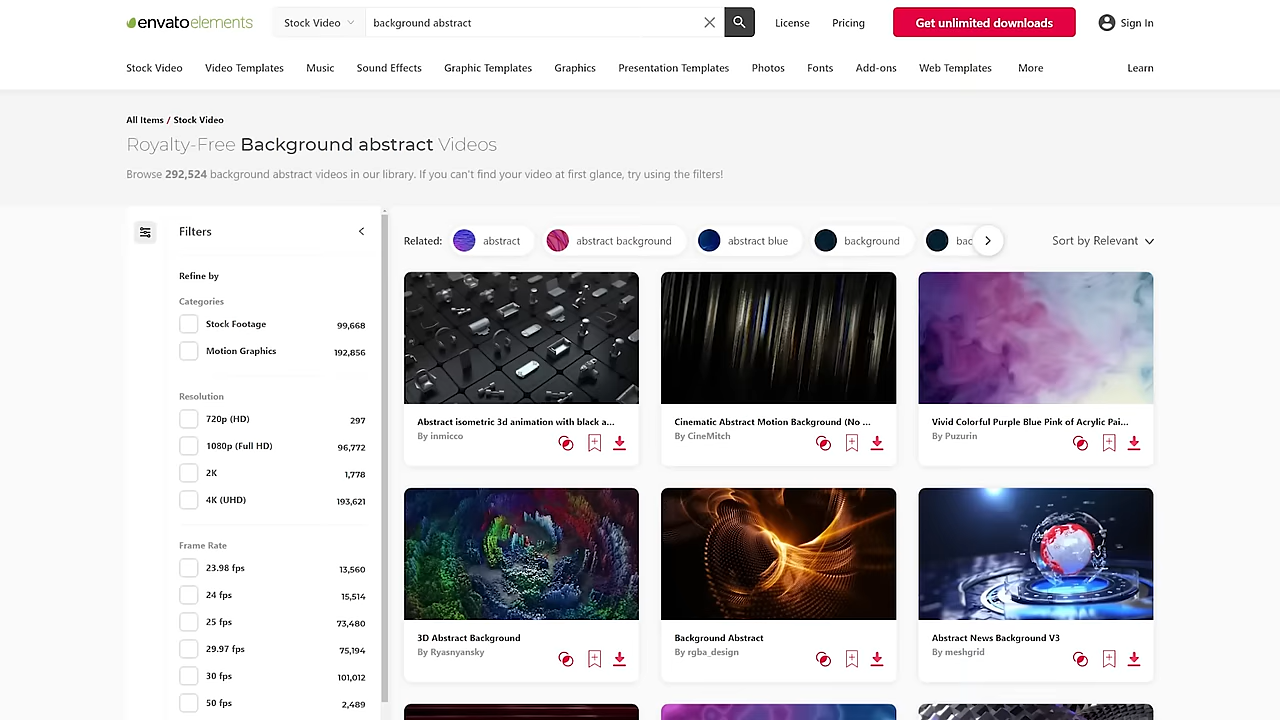 envatoelements
Stock Video
background abstract
License
Pricing
Get unlimited downloads
Sign In
Stock Video
Video Templates
Music
Sound Effects
Graphic Templates
Graphics
Presentation Templates
Photos
Fonts
Add-ons
Web Templates
More
Learn
All Items / Stock Video
Royalty-Free Background abstract Videos
Browse 292,524 background abstract videos in our library. If you can't find your video at first glance, try using the filters!
Filters
Refine by
Categories
Stock Footage 99,668
Motion Graphics 192,856
Resolution
720p (HD) 297
1080p (Full HD) 96,772
2K 1,778
4K (UHD) 193,621
Frame Rate
23.98 fps 13,560
24 fps 15,514
25 fps 73,480
29.97 fps 75,194
30 fps 101,012
50 fps 2,489
Related:
abstract
abstract background
abstract blue
background
bac
Sort by Relevant
Abstract isometric 3d animation with black a...
By inmicco
Cinematic Abstract Motion Background (No ...
By CineMitch
Vivid Colorful Purple Blue Pink of Acrylic Pai...
By Puzurin
3D Abstract Background
By Ryasnyansky
Background Abstract
By rgba_design
Abstract News Background V3
By meshgrid